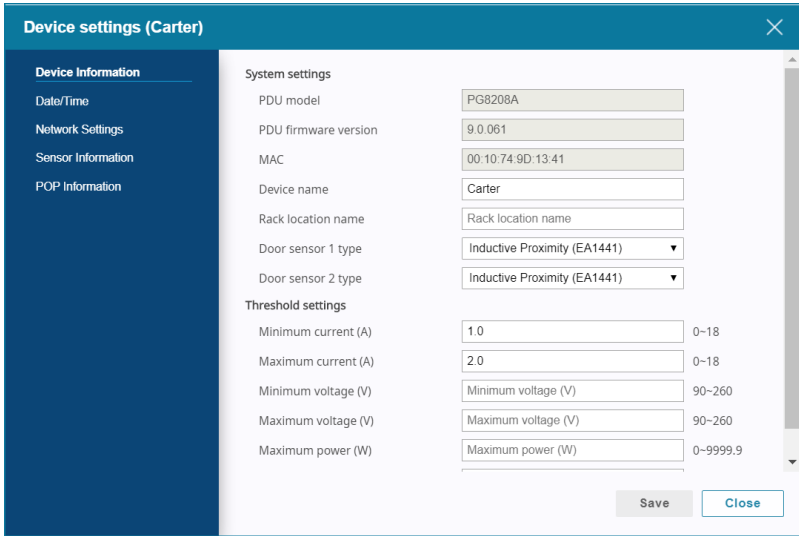 Device settings (Carter)
Device Information
Date/Time
Network Settings
Sensor Information
POP Information
System settings
PDU model PG8208A
PDU firmware version 9.0.061
MAC 00:10:74:9D:13:41
Device name Carter
Rack location name Rack location name
Door sensor 1 type Inductive Proximity (EA1441)
Door sensor 2 type Inductive Proximity (EA1441)
Threshold settings
Minimum current (A) 1.0 0~18
Maximum current (A) 2.0 0~18
Minimum voltage (V) Minimum voltage (V) 90~260
Maximum voltage (V) Maximum voltage (V) 90~260
Maximum power (W) Maximum power (W) 0~9999.9
Save Close